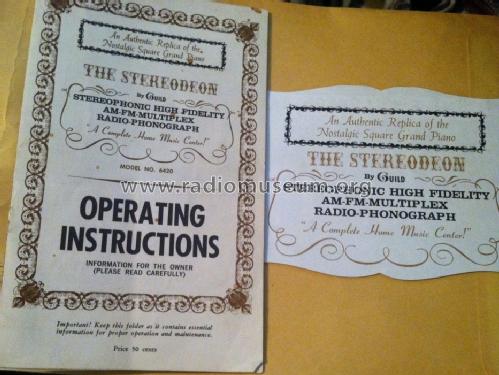 An Authentic Replica of the
Nostalgic Square Grand Piano
THE STEREODEON
By GUILD
STEREOPHONIC HIGH FIDELITY
AM-FM-MULTIPLEX
RADIO-PHONOGRAPH
"A Complete Home Music Center!"
MODEL NO. 6420
OPERATING
INSTRUCTIONS
INFORMATION FOR THE OWNER
(PLEASE READ CAREFULLY)
Important! Keep this folder as it contains essential
information for proper operation and maintenance.
Price 50 CENTS
An Authentic Replica of the
Nostalgic Square Grand Piano
THE STEREODEON
By GUILD
STEREOPHONIC HIGH FIDELITY
AM-FM-MULTIPLEX
RADIO-PHONOGRAPH
"A Complete Home Music Center!"
www.radiomuseum.org